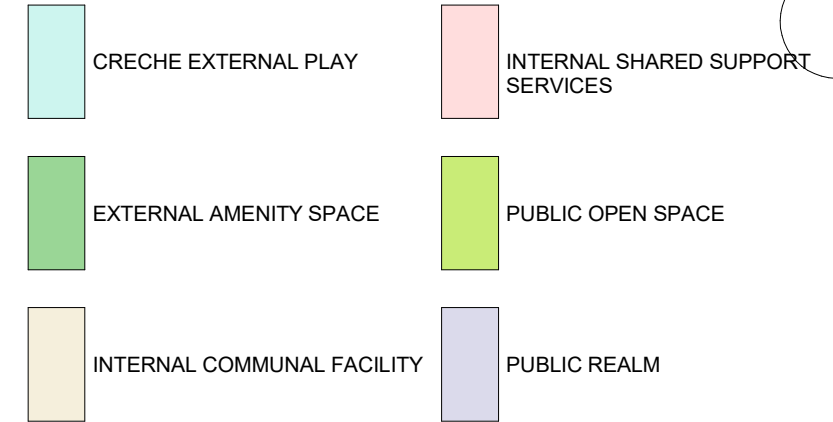 CRECHE EXTERNAL PLAY
INTERNAL SHARED SUPPORT
SERVICES
EXTERNAL AMENITY SPACE
PUBLIC OPEN SPACE
INTERNAL COMMUNAL FACILITY
PUBLIC REALM